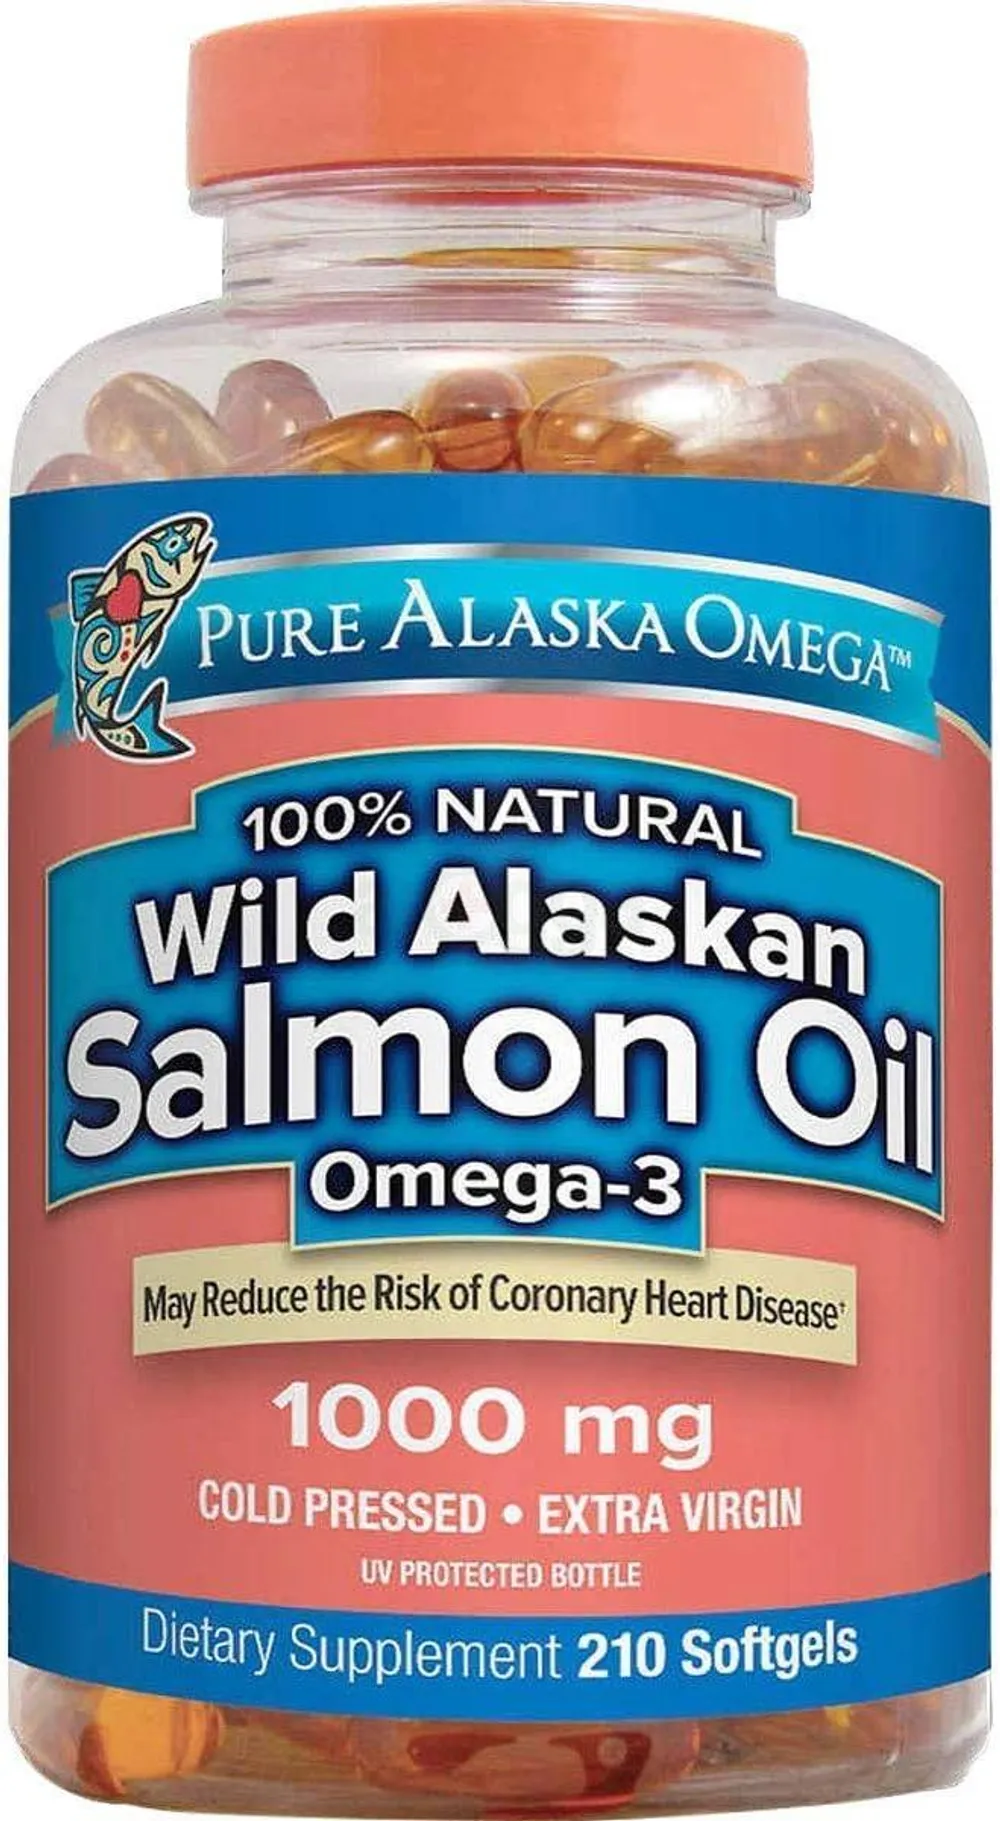 PURE ALASKA OMEGA™
100% NATURAL
Wild Alaskan
Salmon Oil
Omega-3
May Reduce the Risk of Coronary Heart Disease†
1000 mg
COLD PRESSED • EXTRA VIRGIN
UV PROTECTED BOTTLE
Dietary Supplement 210 Softgels